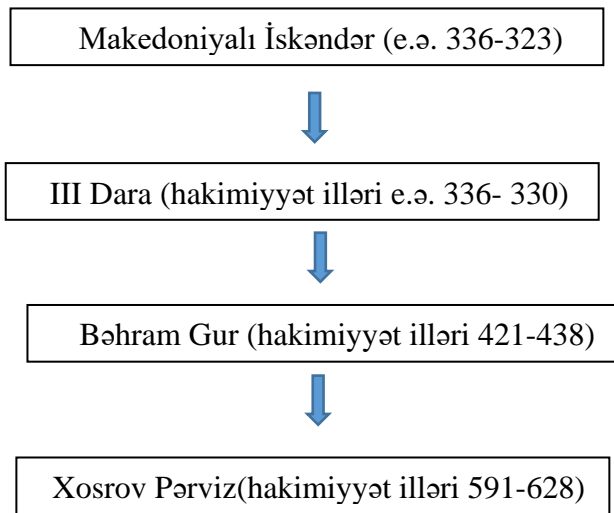 Makedoniyalı İskəndər (e.ə. 336-323)
III Dara (hakimiyyət illəri e.ə. 336- 330)
Bəhram Gur (hakimiyyət illəri 421-438)
Xosrov Pərviz(hakimiyyət illəri 591-628)